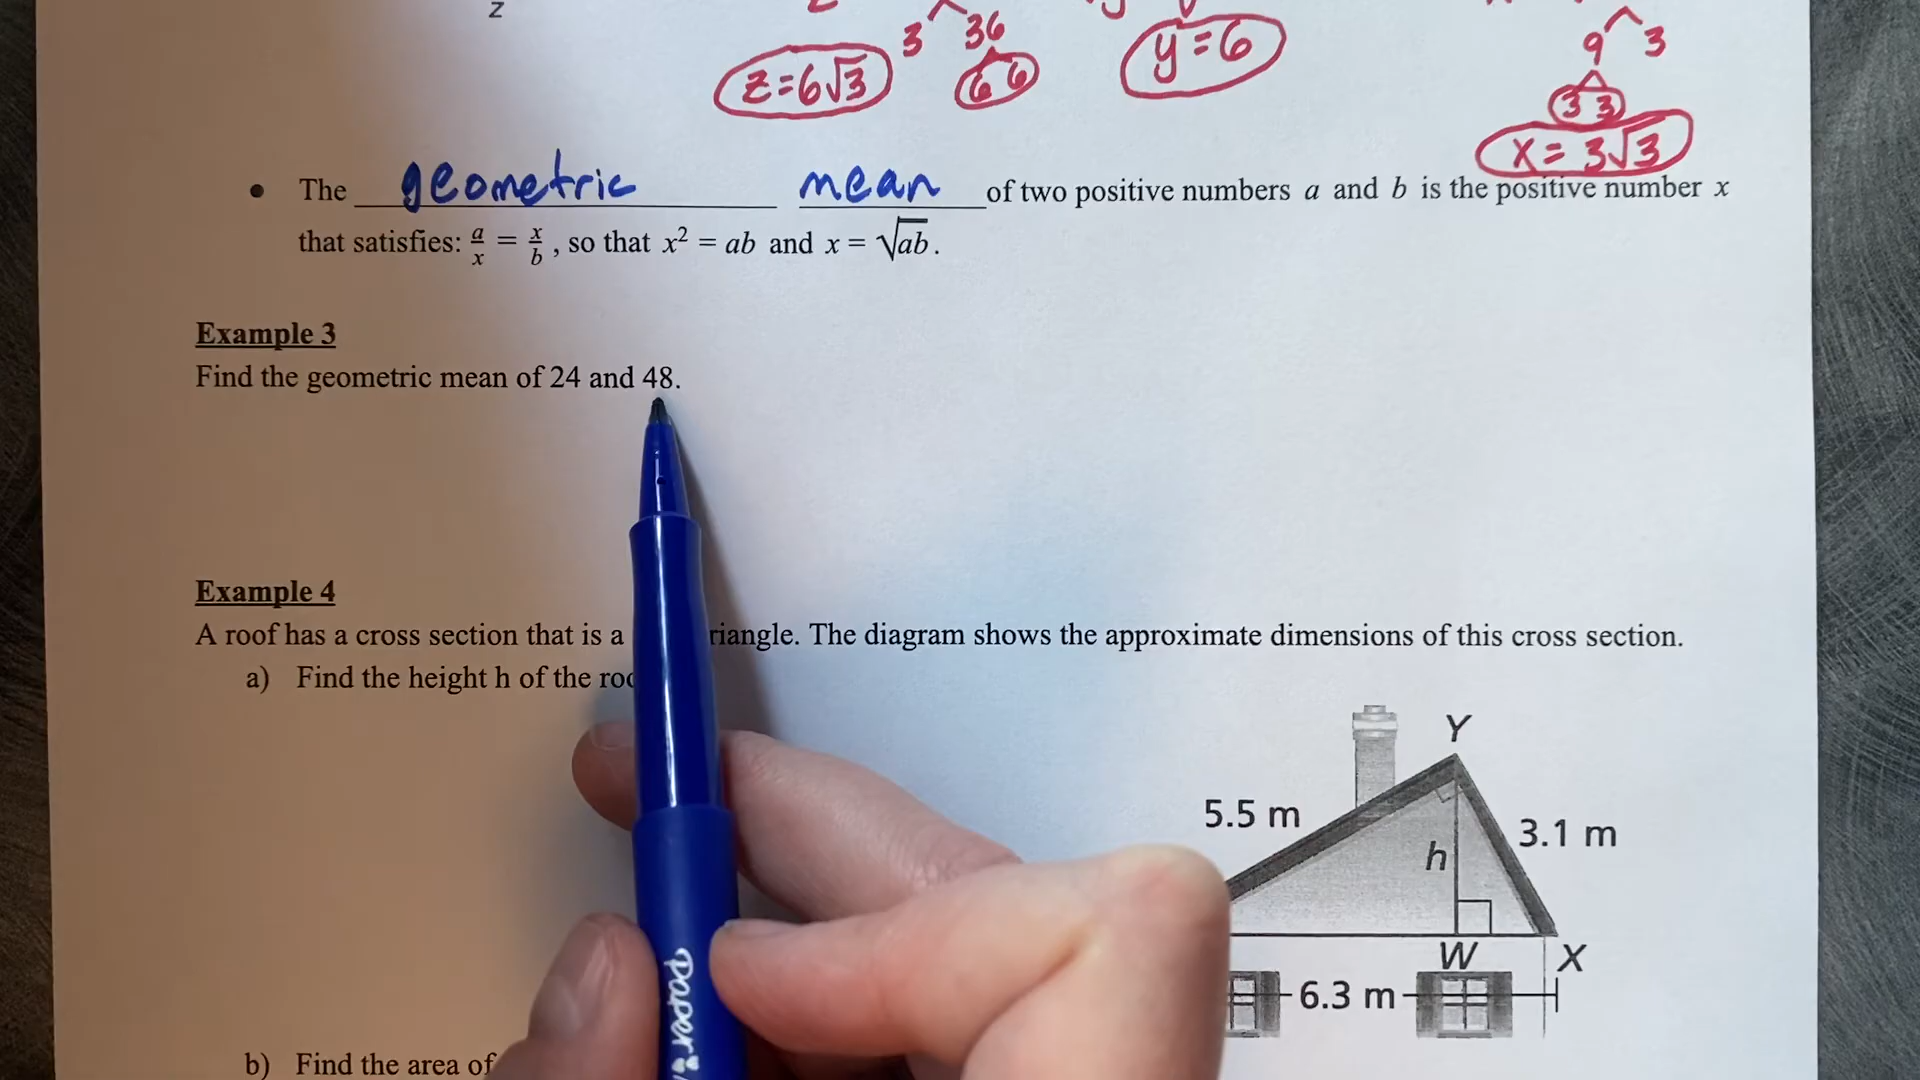 z
3 36
9 3
z=6√3
6 6
y=6
3 3
x=3√3
• The geometric mean of two positive numbers a and b is the positive number x
that satisfies: a/x = x/b, so that x² = ab and x = √ab.
Example 3
Find the geometric mean of 24 and 48.
Example 4
A roof has a cross section that is a riangle. The diagram shows the approximate dimensions of this cross section.
a) Find the height h of the roo
Y
5.5 m
3.1 m
h
W X
6.3 m
b) Find the area of
Paper